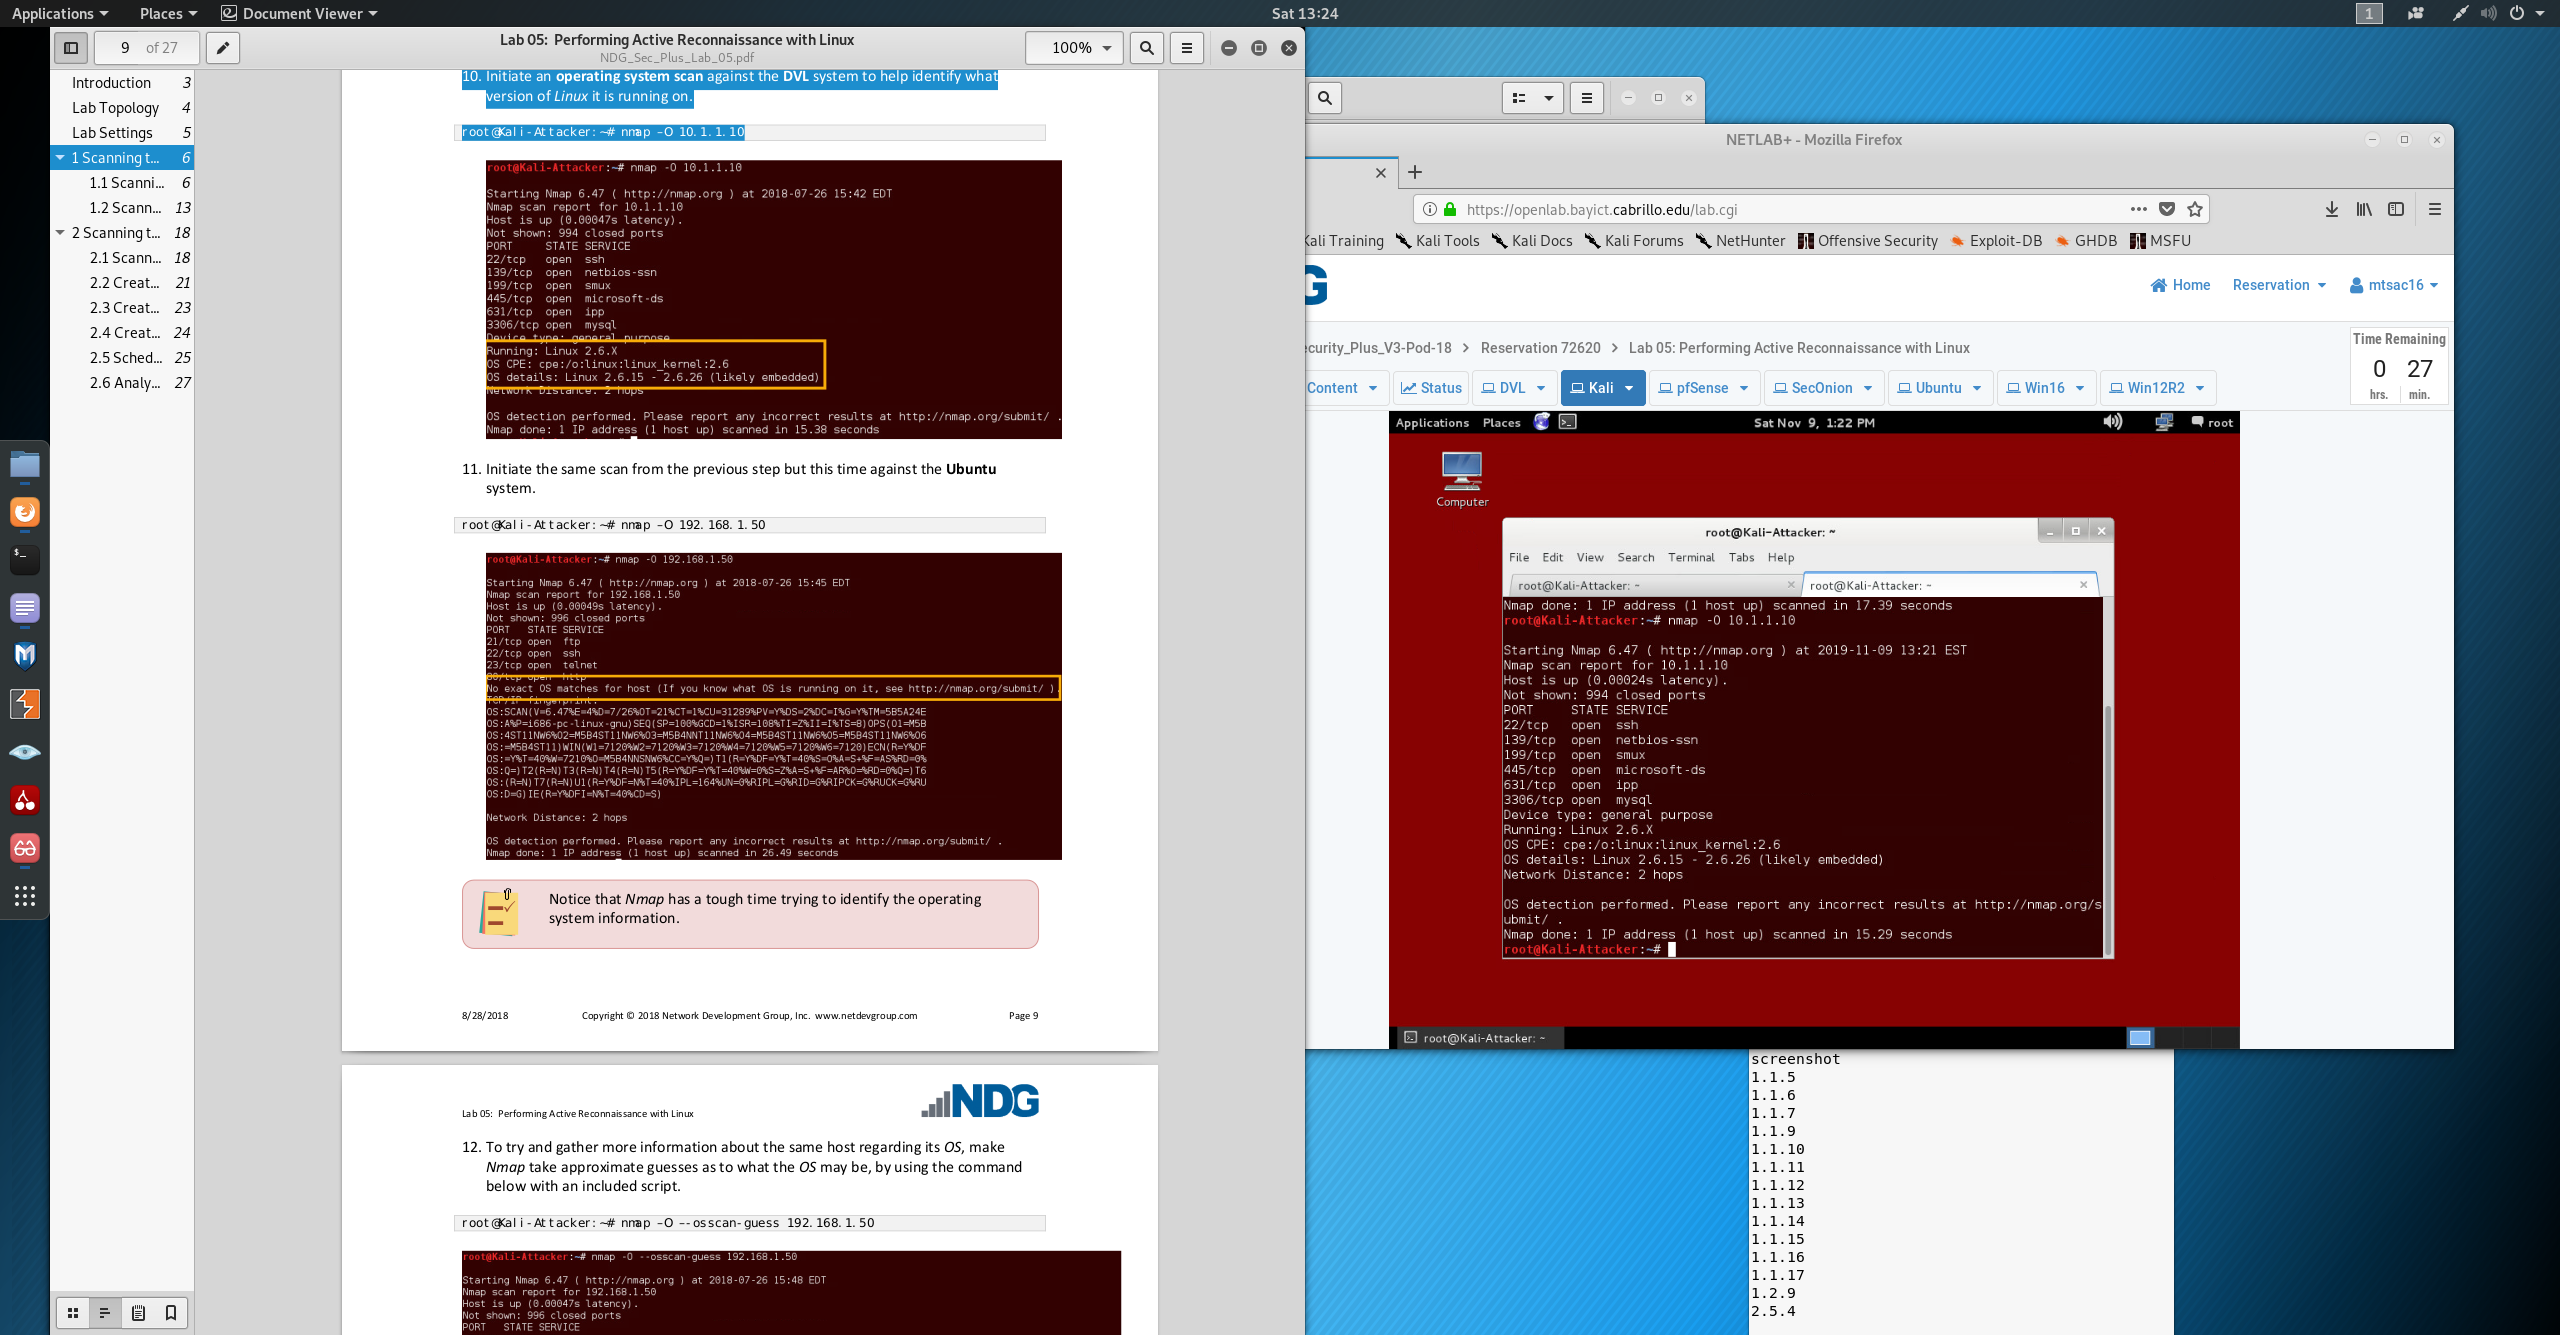 Applications Places Document Viewer Sat 13:24 1
9 of 27 Lab 05: Performing Active Reconnaissance with Linux 100%
NDG_Sec_Plus_Lab_05.pdf
Introduction 3
Lab Topology 4
Lab Settings 5
1 Scanning t... 6
1.1 Scanni... 6
1.2 Scann... 13
2 Scanning t... 18
2.1 Scann... 18
2.2 Creat... 21
2.3 Creat... 23
2.4 Creat... 24
2.5 Sched... 25
2.6 Analy... 27
10. Initiate an operating system scan against the DVL system to help identify what
version of Linux it is running on.
root@Kali-Attacker:~# nmap -O 10.1.1.10
root@Kali-Attacker:~# nmap -O 10.1.1.10
Starting Nmap 6.47 ( http://nmap.org ) at 2018-07-26 15:42 EDT
Nmap scan report for 10.1.1.10
Host is up (0.00047s latency).
Not shown: 994 closed ports
PORT     STATE SERVICE
22/tcp   open  ssh
139/tcp  open  netbios-ssn
199/tcp  open  smux
445/tcp  open  microsoft-ds
631/tcp  open  ipp
3306/tcp open  mysql
Device type: general purpose
Running: Linux 2.6.X
OS CPE: cpe:/o:linux:linux_kernel:2.6
OS details: Linux 2.6.15 - 2.6.26 (likely embedded)
Network Distance: 2 hops
OS detection performed. Please report any incorrect results at http://nmap.org/submit/ .
Nmap done: 1 IP address (1 host up) scanned in 15.38 seconds
11. Initiate the same scan from the previous step but this time against the Ubuntu
system.
root@Kali-Attacker:~# nmap -O 192.168.1.50
root@Kali-Attacker:~# nmap -O 192.168.1.50
Starting Nmap 6.47 ( http://nmap.org ) at 2018-07-26 15:45 EDT
Nmap scan report for 192.168.1.50
Host is up (0.00049s latency).
Not shown: 996 closed ports
PORT   STATE SERVICE
21/tcp open  ftp
22/tcp open  ssh
23/tcp open  telnet
80/tcp open  http
No exact OS matches for host (If you know what OS is running on it, see http://nmap.org/submit/ ).
TCP/IP fingerprint:
OS:SCAN(V=6.47%E=4%D=7/26%OT=21%CT=1%CU=31289%PV=Y%DS=2%DC=I%G=Y%TM=5B5A24E
OS:A%P=i686-pc-linux-gnu)SEQ(SP=100%GCD=1%ISR=108%TI=Z%II=I%TS=8)OPS(O1=M5B
OS:4ST11NW6%O2=M5B4ST11NW6%O3=M5B4NNT11NW6%O4=M5B4ST11NW6%O5=M5B4ST11NW6%O6
OS:=M5B4ST11)WIN(W1=7120%W2=7120%W3=7120%W4=7120%W5=7120%W6=7120)ECN(R=Y%DF
OS:=Y%T=40%W=7210%O=M5B4NNSNW6%CC=Y%Q=)T1(R=Y%DF=Y%T=40%S=O%A=S+%F=AS%RD=0%
OS:Q=)T2(R=N)T3(R=N)T4(R=N)T5(R=Y%DF=Y%T=40%W=0%S=Z%A=S+%F=AR%O=%RD=0%Q=)T6
OS:(R=N)T7(R=N)U1(R=Y%DF=N%T=40%IPL=164%UN=0%RIPL=G%RID=G%RIPCK=G%RUCK=G%RU
OS:D=G)IE(R=Y%DFI=N%T=40%CD=S)
Network Distance: 2 hops
OS detection performed. Please report any incorrect results at http://nmap.org/submit/ .
Nmap done: 1 IP address (1 host up) scanned in 26.49 seconds
Notice that Nmap has a tough time trying to identify the operating
system information.
8/28/2018 Copyright © 2018 Network Development Group, Inc. www.netdevgroup.com Page 9
NDG
Lab 05: Performing Active Reconnaissance with Linux
12. To try and gather more information about the same host regarding its OS, make
Nmap take approximate guesses as to what the OS may be, by using the command
below with an included script.
root@Kali-Attacker:~# nmap -O --osscan-guess 192.168.1.50
root@Kali-Attacker:~# nmap -O --osscan-guess 192.168.1.50
Starting Nmap 6.47 ( http://nmap.org ) at 2018-07-26 15:48 EDT
Nmap scan report for 192.168.1.50
Host is up (0.00047s latency).
Not shown: 996 closed ports
PORT   STATE SERVICE
NETLAB+ - Mozilla Firefox
https://openlab.bayict.cabrillo.edu/lab.cgi
Kali Training Kali Tools Kali Docs Kali Forums NetHunter Offensive Security Exploit-DB GHDB MSFU
G
Home Reservation mtsac16
ecurity_Plus_V3-Pod-18 > Reservation 72620 > Lab 05: Performing Active Reconnaissance with Linux
Time Remaining
0 27
hrs. min.
Content Status DVL Kali pfSense SecOnion Ubuntu Win16 Win12R2
Applications Places Sat Nov 9, 1:22 PM root
Computer
root@Kali-Attacker: ~
File Edit View Search Terminal Tabs Help
root@Kali-Attacker: ~ root@Kali-Attacker: ~
Nmap done: 1 IP address (1 host up) scanned in 17.39 seconds
root@Kali-Attacker:~# nmap -O 10.1.1.10
Starting Nmap 6.47 ( http://nmap.org ) at 2019-11-09 13:21 EST
Nmap scan report for 10.1.1.10
Host is up (0.00024s latency).
Not shown: 994 closed ports
PORT     STATE SERVICE
22/tcp   open  ssh
139/tcp  open  netbios-ssn
199/tcp  open  smux
445/tcp  open  microsoft-ds
631/tcp  open  ipp
3306/tcp open  mysql
Device type: general purpose
Running: Linux 2.6.X
OS CPE: cpe:/o:linux:linux_kernel:2.6
OS details: Linux 2.6.15 - 2.6.26 (likely embedded)
Network Distance: 2 hops
OS detection performed. Please report any incorrect results at http://nmap.org/s
ubmit/ .
Nmap done: 1 IP address (1 host up) scanned in 15.29 seconds
root@Kali-Attacker:~#
root@Kali-Attacker: ~
screenshot
1.1.5
1.1.6
1.1.7
1.1.9
1.1.10
1.1.11
1.1.12
1.1.13
1.1.14
1.1.15
1.1.16
1.1.17
1.2.9
2.5.4